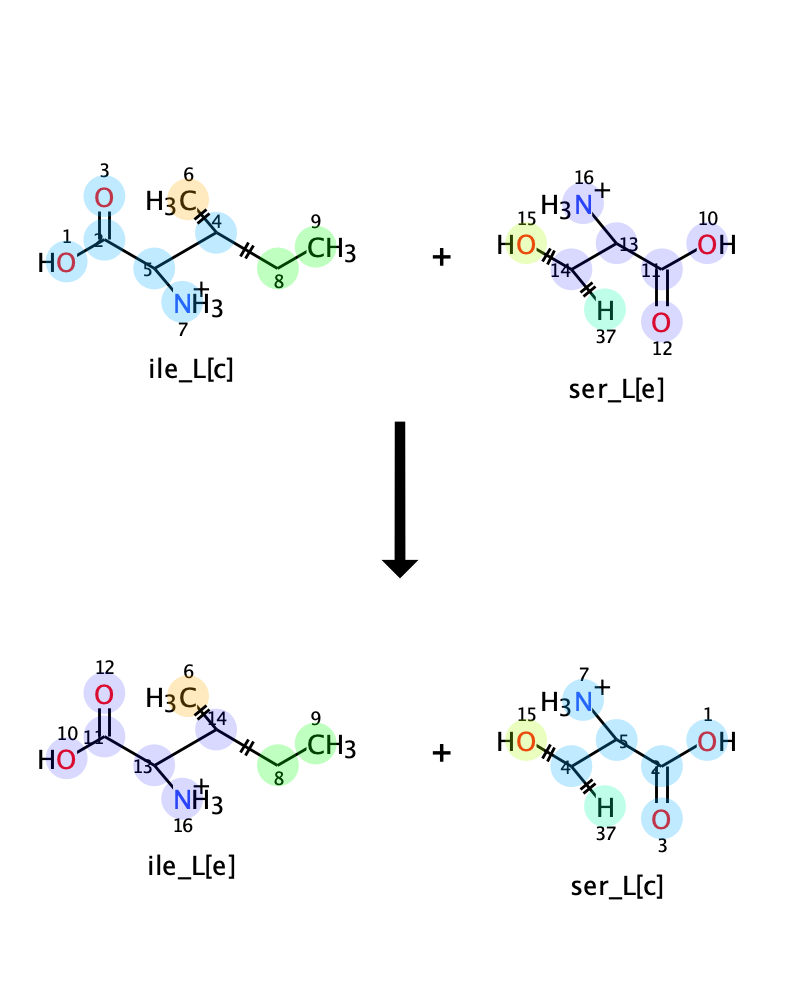 3 6 16
O H3C 4 9 H3N+ 15 10
1 2 CH3 + HO 13 OH
HO 5 8 14 11
NH3+ H O
7 37 12
ile_L[c] ser_L[e]
12 6 7
O H3C 14 9 H3N+ 15 1
10 11 CH3 + HO 5 OH
HO 13 8 4 2
NH3+ H O
16 37 3
ile_L[e] ser_L[c]